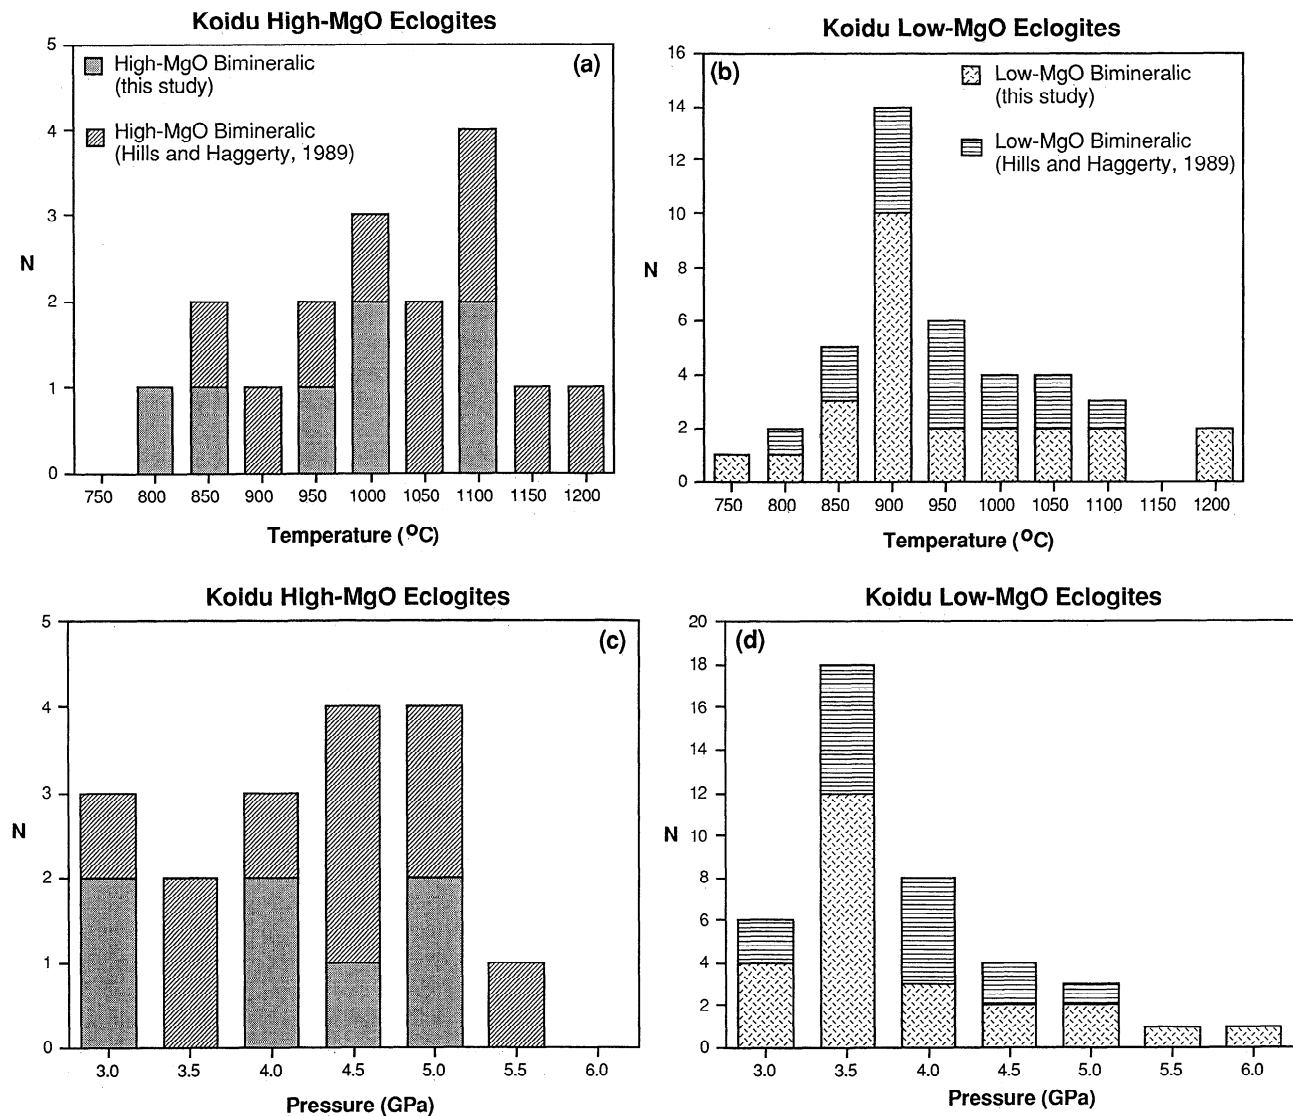 Koidu High-MgO Eclogites
(a)
High-MgO Bimineralic
(this study)
High-MgO Bimineralic
(Hills and Haggerty, 1989)
5
4
3
2
1
0
N
750 800 850 900 950 1000 1050 1100 1150 1200
Temperature (°C)
Koidu Low-MgO Eclogites
(b)
Low-MgO Bimineralic
(this study)
Low-MgO Bimineralic
(Hills and Haggerty, 1989)
16
14
12
10
8
6
4
2
0
N
750 800 850 900 950 1000 1050 1100 1150 1200
Temperature (°C)
Koidu High-MgO Eclogites
(c)
5
4
3
2
1
0
N
3.0 3.5 4.0 4.5 5.0 5.5 6.0
Pressure (GPa)
Koidu Low-MgO Eclogites
(d)
20
18
16
14
12
10
8
6
4
2
0
N
3.0 3.5 4.0 4.5 5.0 5.5 6.0
Pressure (GPa)